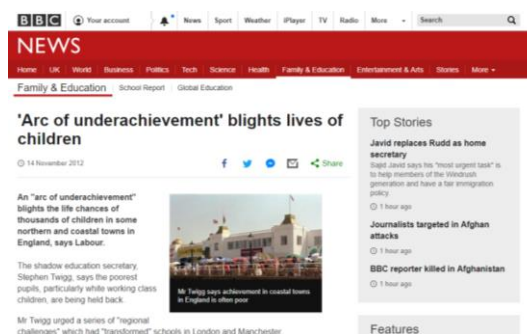 BBC Your account News Sport Weather iPlayer TV Radio More Search
NEWS
Home UK World Business Politics Tech Science Health Family & Education Entertainment & Arts Stories More
Family & Education School Report Global Education
'Arc of underachievement' blights lives of
children
14 November 2012
Share
An "arc of underachievement"
blights the life chances of
thousands of children in some
northern and coastal towns in
England, says Labour.
The shadow education secretary,
Stephen Twigg, says the poorest
pupils, particularly white working class
children, are being held back.
Mr Twigg says achievement in coastal towns
in England is often poor
Mr Twigg urged a series of "regional
challenges" which had "transformed" schools in London and Manchester.
Top Stories
Javid replaces Rudd as home
secretary
Sajid Javid says his "most urgent task" is
to help members of the Windrush
generation and have a fair immigration
policy.
1 hour ago
Journalists targeted in Afghan
attacks
1 hour ago
BBC reporter killed in Afghanistan
1 hour ago
Features